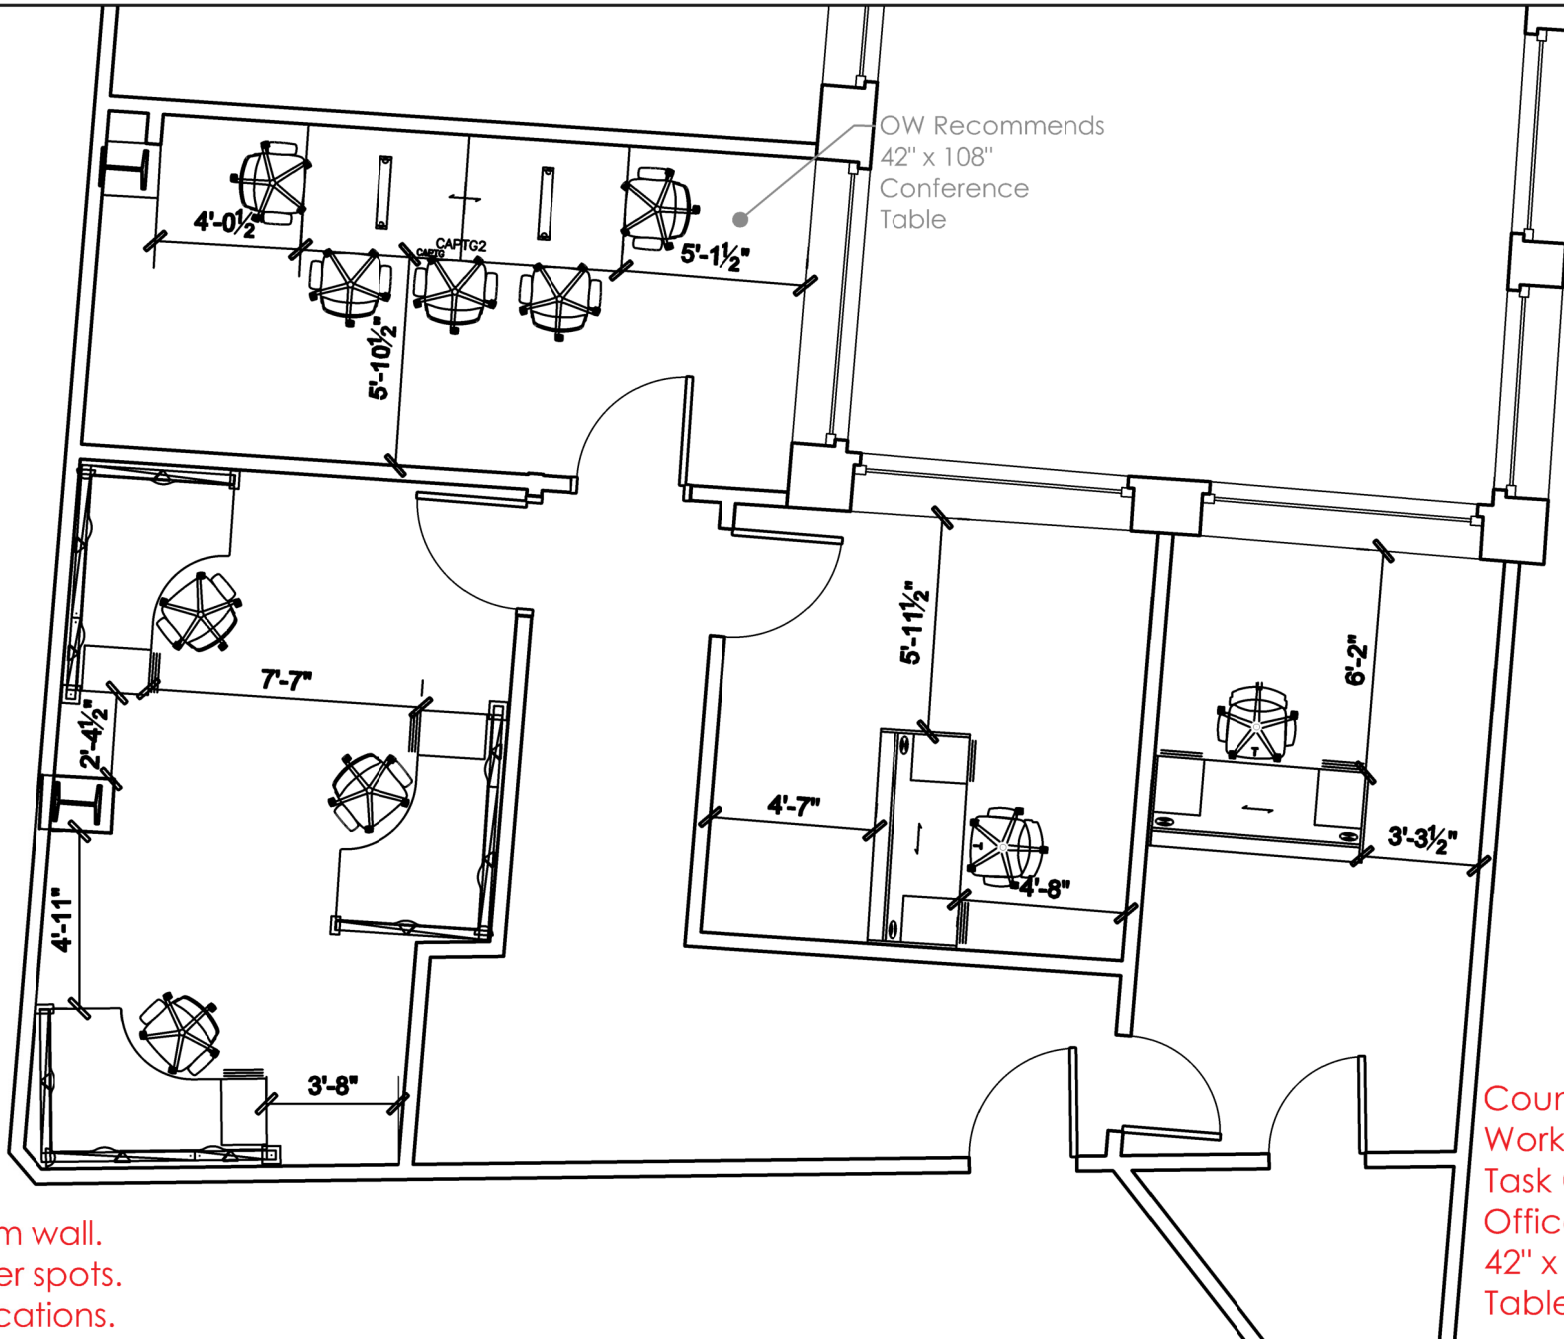 OW Recommends
42" x 108"
Conference
Table
4'-0½"
CAPTG2
CAPTG
5'-1½"
5'-10½"
7'-7"
2'-4½"
4'-11"
3'-8"
5'-11½"
4'-7"
4'-8"
T
6'-2"
T
3'-3½"
m wall.
er spots.
cations.
Cour
Work
Task
Offic
42" x
Table